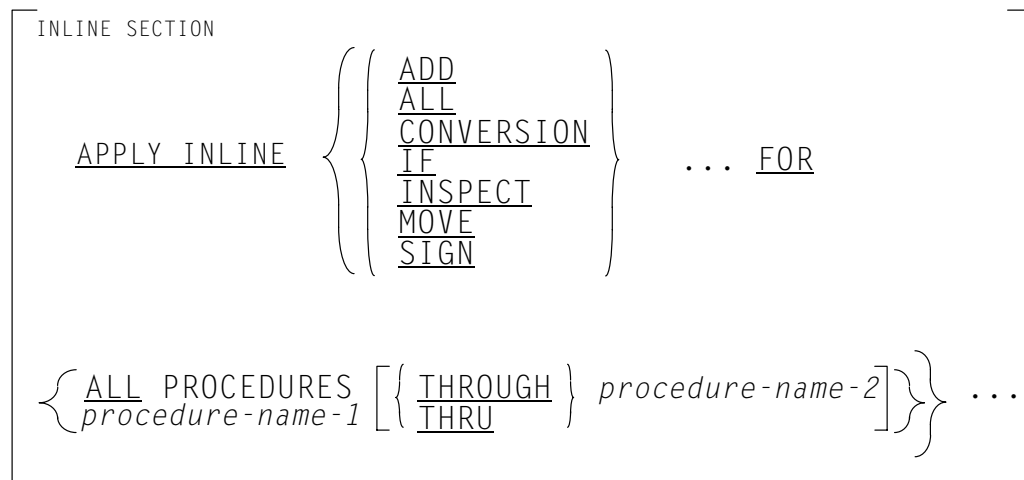 INLINE SECTION
APPLY INLINE
ADD
ALL
CONVERSION
IF
INSPECT
MOVE
SIGN
... FOR
ALL PROCEDURES
procedure-name-1
THROUGH
THRU
procedure-name-2
...